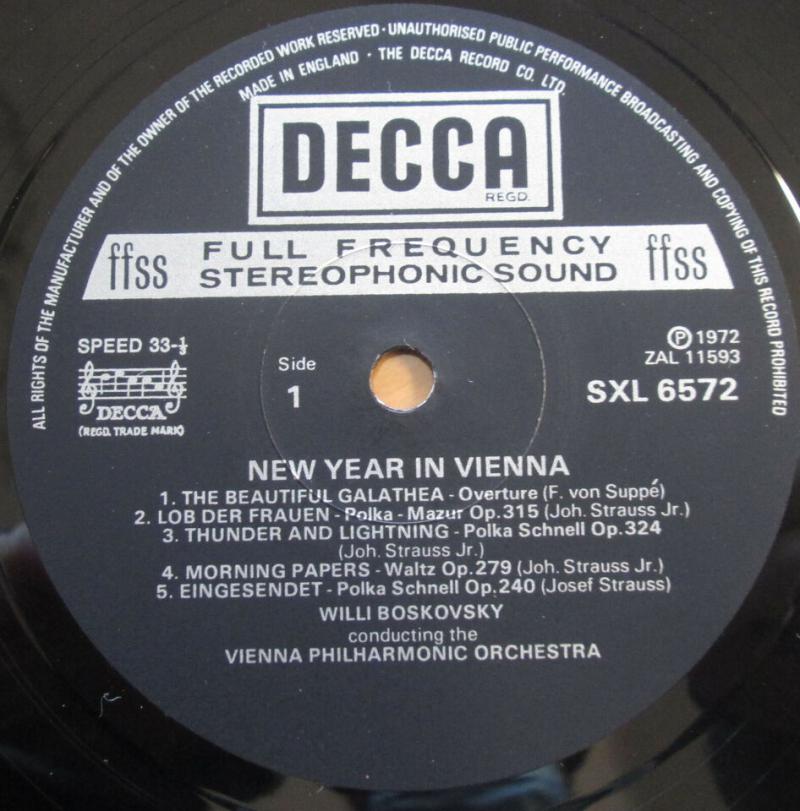 ALL RIGHTS OF THE MANUFACTURER AND OF THE OWNER OF THE RECORDED WORK RESERVED · UNAUTHORISED PUBLIC PERFORMANCE BROADCASTING AND COPYING OF THIS RECORD PROHIBITED
MADE IN ENGLAND · THE DECCA RECORD CO. LTD.
DECCA
REGD.
ffss FULL FREQUENCY STEREOPHONIC SOUND ffss
SPEED 33-⅓
DECCA
(REGD. TRADE MARK)
Side
1
Ⓟ 1972
ZAL 11593
SXL 6572
NEW YEAR IN VIENNA
1. THE BEAUTIFUL GALATHEA - Overture (F. von Suppé)
2. LOB DER FRAUEN - Polka - Mazur Op.315 (Joh. Strauss Jr.)
3. THUNDER AND LIGHTNING - Polka Schnell Op.324
(Joh. Strauss Jr.)
4. MORNING PAPERS - Waltz Op.279 (Joh. Strauss Jr.)
5. EINGESENDET - Polka Schnell Op.240 (Josef Strauss)
WILLI BOSKOVSKY
conducting the
VIENNA PHILHARMONIC ORCHESTRA